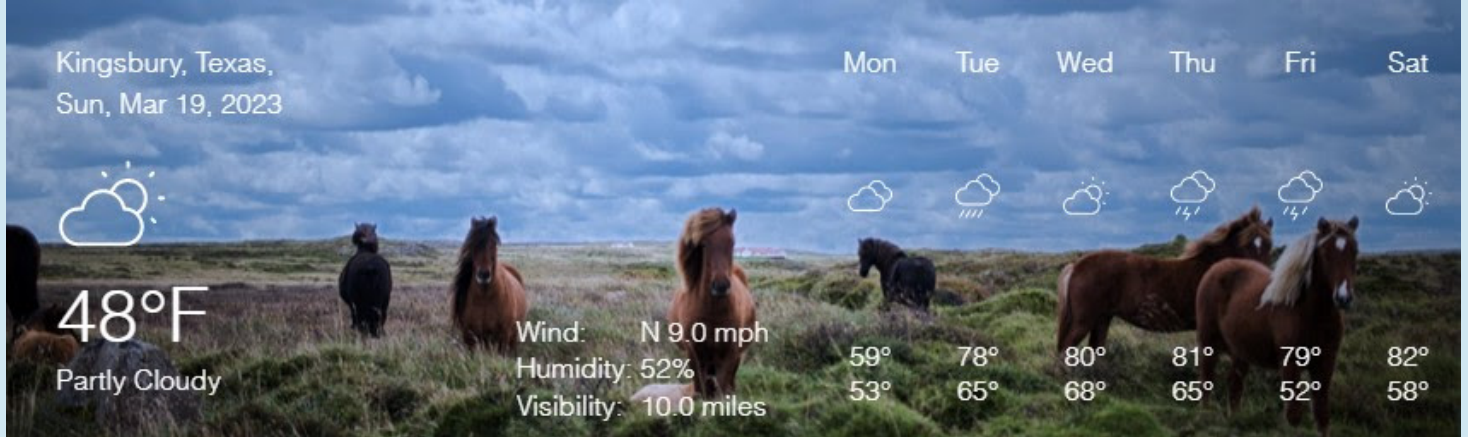 Kingsbury, Texas,
Sun, Mar 19, 2023
48°F
Partly Cloudy
Wind: N 9.0 mph
Humidity: 52%
Visibility: 10.0 miles
Mon Tue Wed Thu Fri Sat
59° 78° 80° 81° 79° 82°
53° 65° 68° 65° 52° 58°